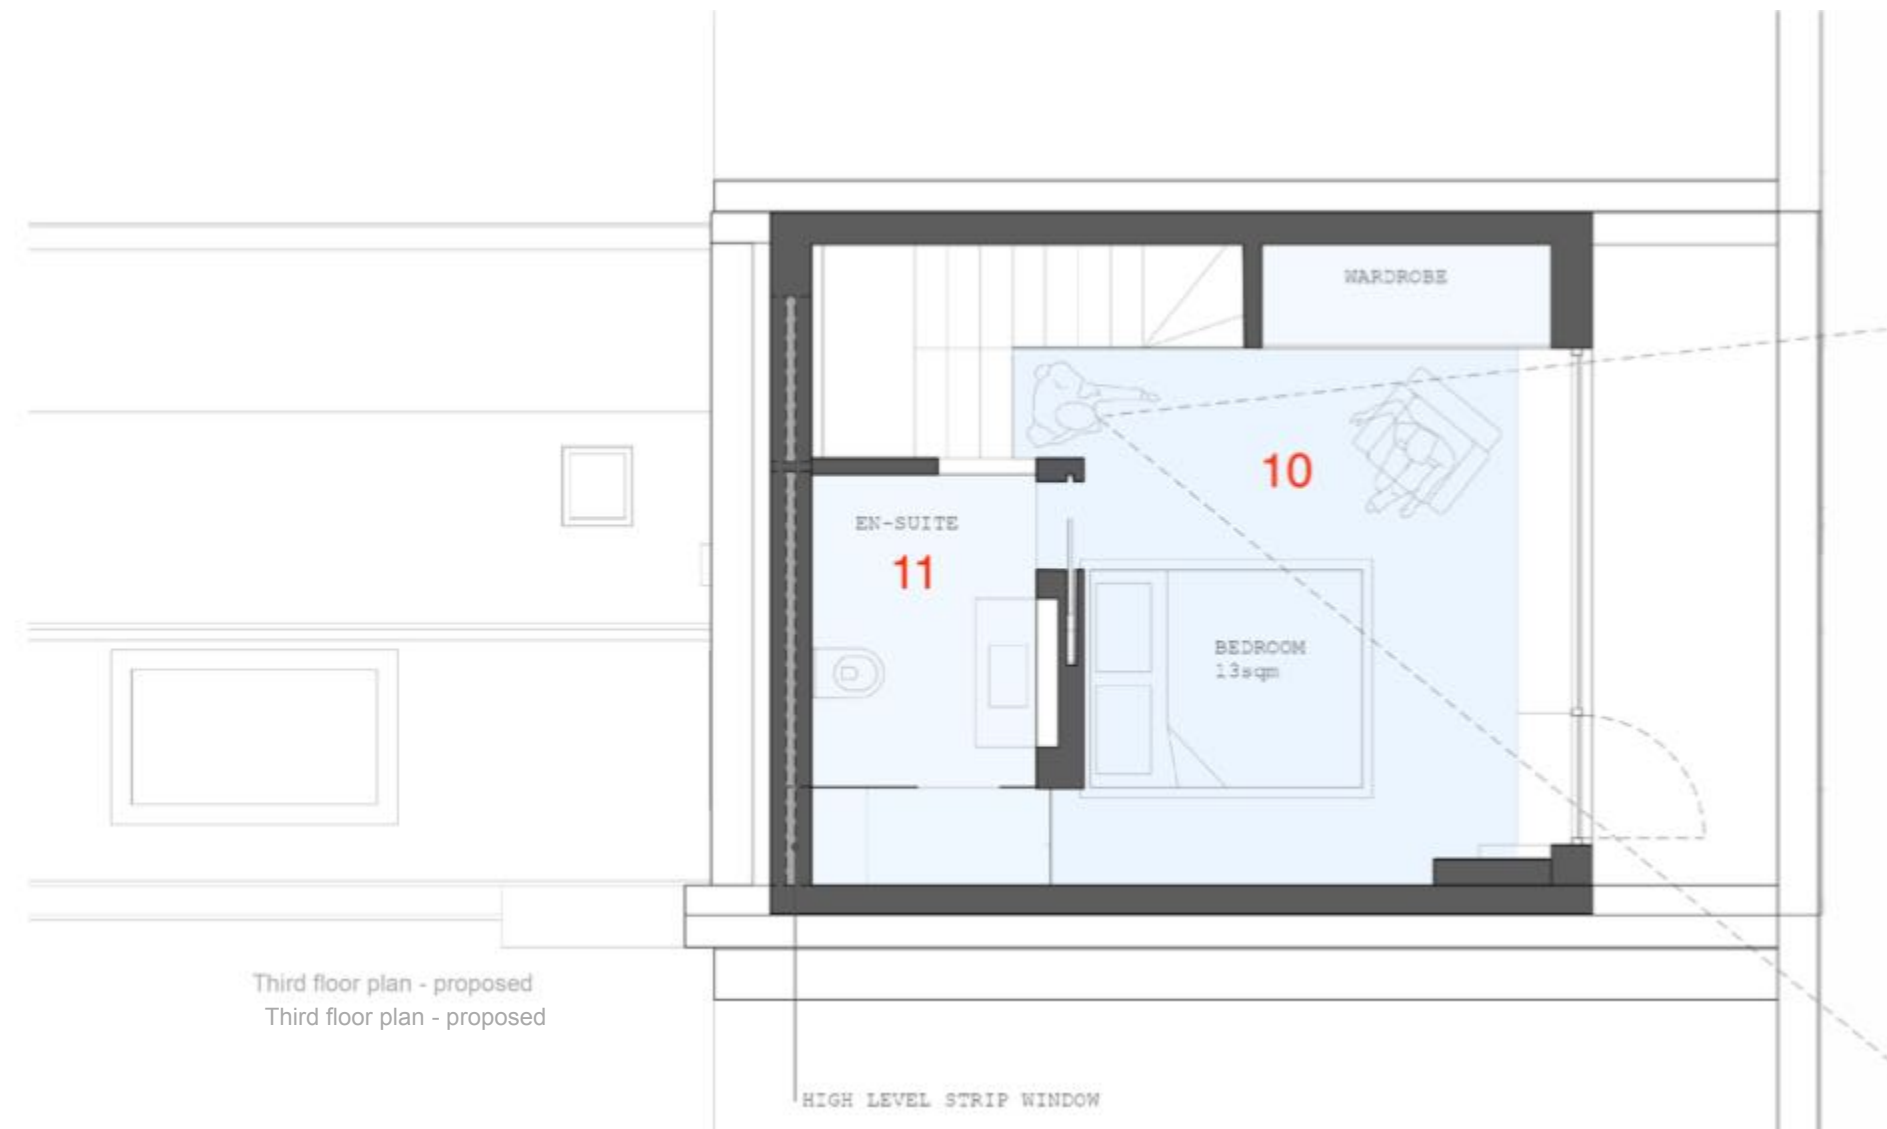 WARDROBE
10
EN-SUITE
11
BEDROOM
13sqm
Third floor plan - proposed
Third floor plan - proposed
HIGH LEVEL STRIP WINDOW